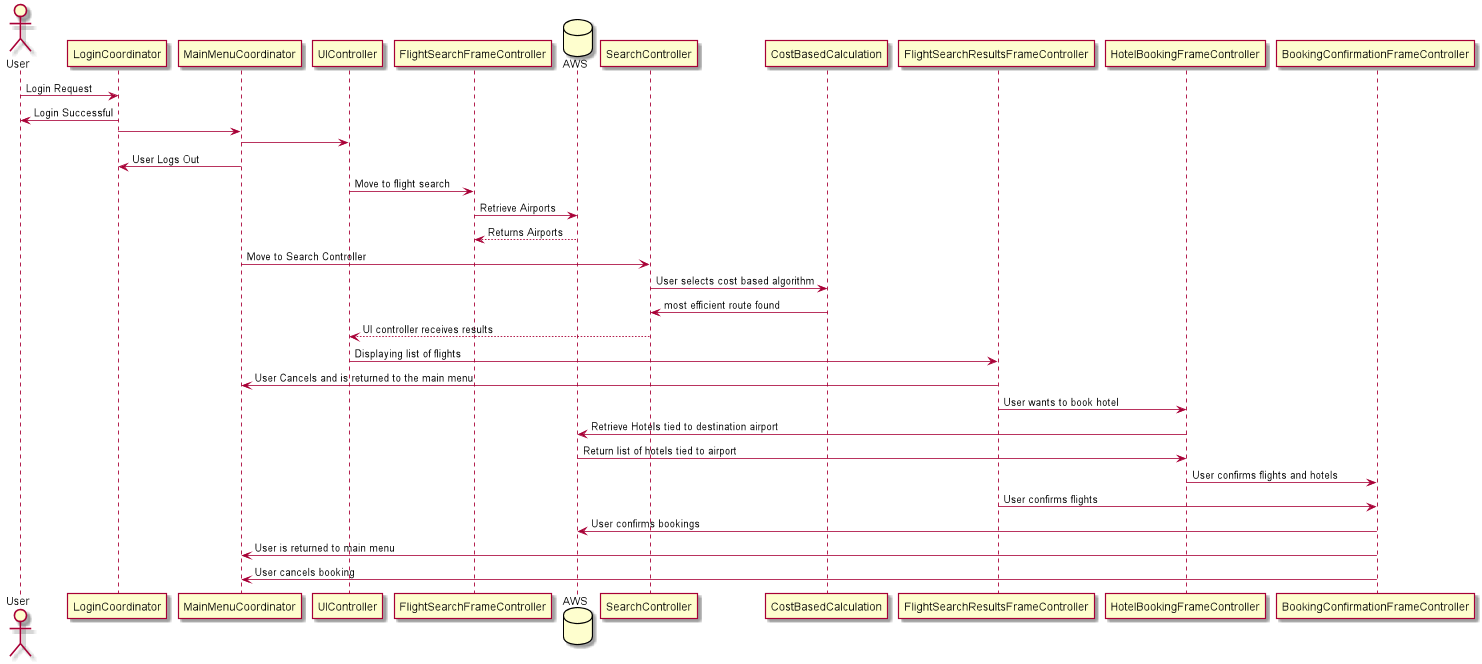 User
LoginCoordinator
MainMenuCoordinator
UIController
FlightSearchFrameController
AWS
SearchController
CostBasedCalculation
FlightSearchResultsFrameController
HotelBookingFrameController
BookingConfirmationFrameController
Login Request
Login Successful
User Logs Out
Move to flight search
Retrieve Airports
Returns Airports
Move to Search Controller
User selects cost based algorithm
most efficient route found
UI controller receives results
Displaying list of flights
User Cancels and is returned to the main menu
User wants to book hotel
Retrieve Hotels tied to destination airport
Return list of hotels tied to airport
User confirms flights and hotels
User confirms flights
User confirms bookings
User is returned to main menu
User cancels booking
User
LoginCoordinator
MainMenuCoordinator
UIController
FlightSearchFrameController
AWS
SearchController
CostBasedCalculation
FlightSearchResultsFrameController
HotelBookingFrameController
BookingConfirmationFrameController